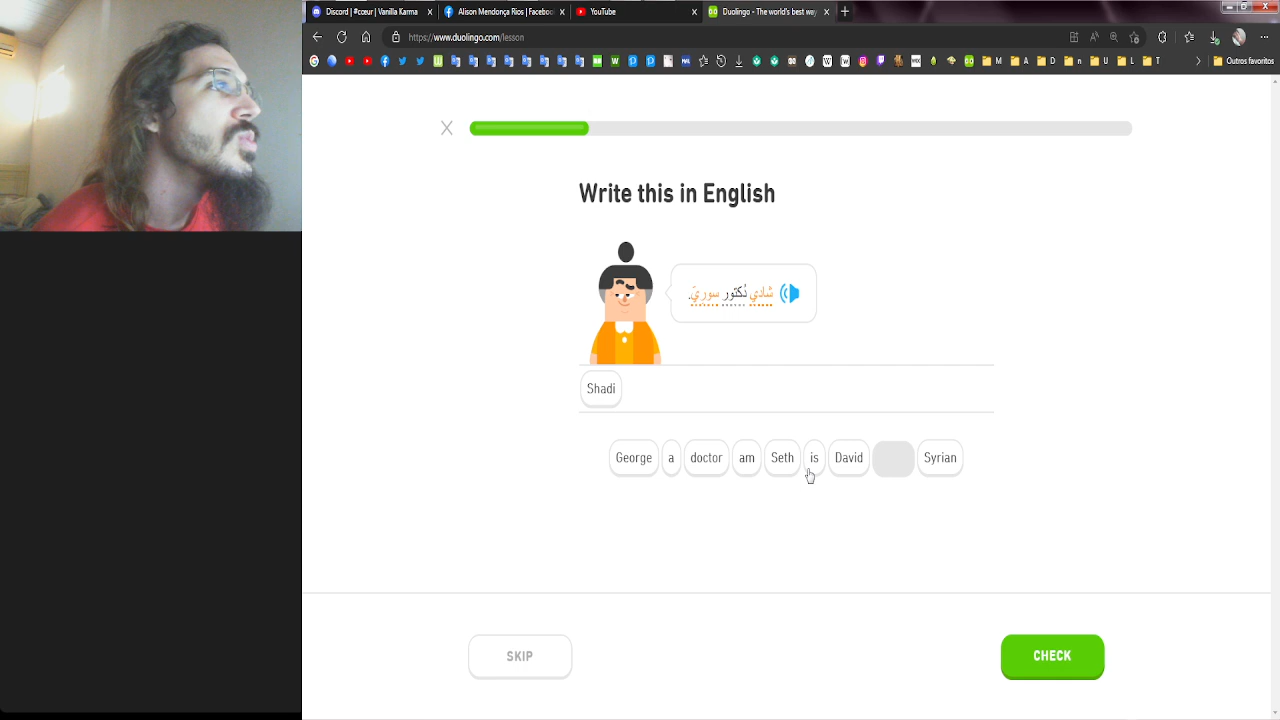 Discord | #cœur | Vanilla Karma
Alison Mendonça Rios | Facebo
YouTube
Duolingo - The world's best way
https://www.duolingo.com/lesson
M
A
D
n
U
L
T
Outros favoritos
Write this in English
شادي دُكتور سوريّ.
Shadi
George a doctor am Seth is David Syrian
SKIP
CHECK